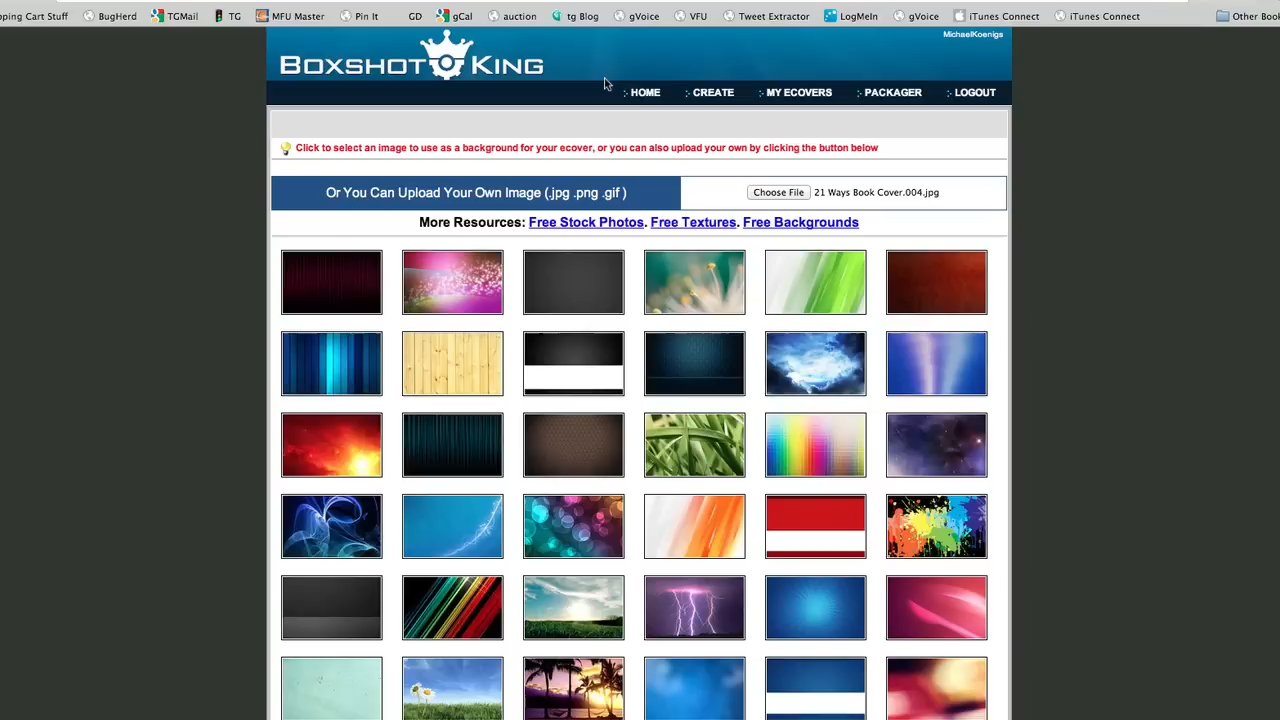 pping Cart Stuff BugHerd TGMail TG MFU Master Pin It GD gCal auction tg Blog gVoice VFU Tweet Extractor LogMeIn gVoice iTunes Connect iTunes Connect Other Book
MichaelKoenigs
BOXSHOT KING
HOME CREATE MY ECOVERS PACKAGER LOGOUT
Click to select an image to use as a background for your ecover, or you can also upload your own by clicking the button below
Or You Can Upload Your Own Image (.jpg .png .gif ) Choose File 21 Ways Book Cover.004.jpg
More Resources: Free Stock Photos. Free Textures. Free Backgrounds